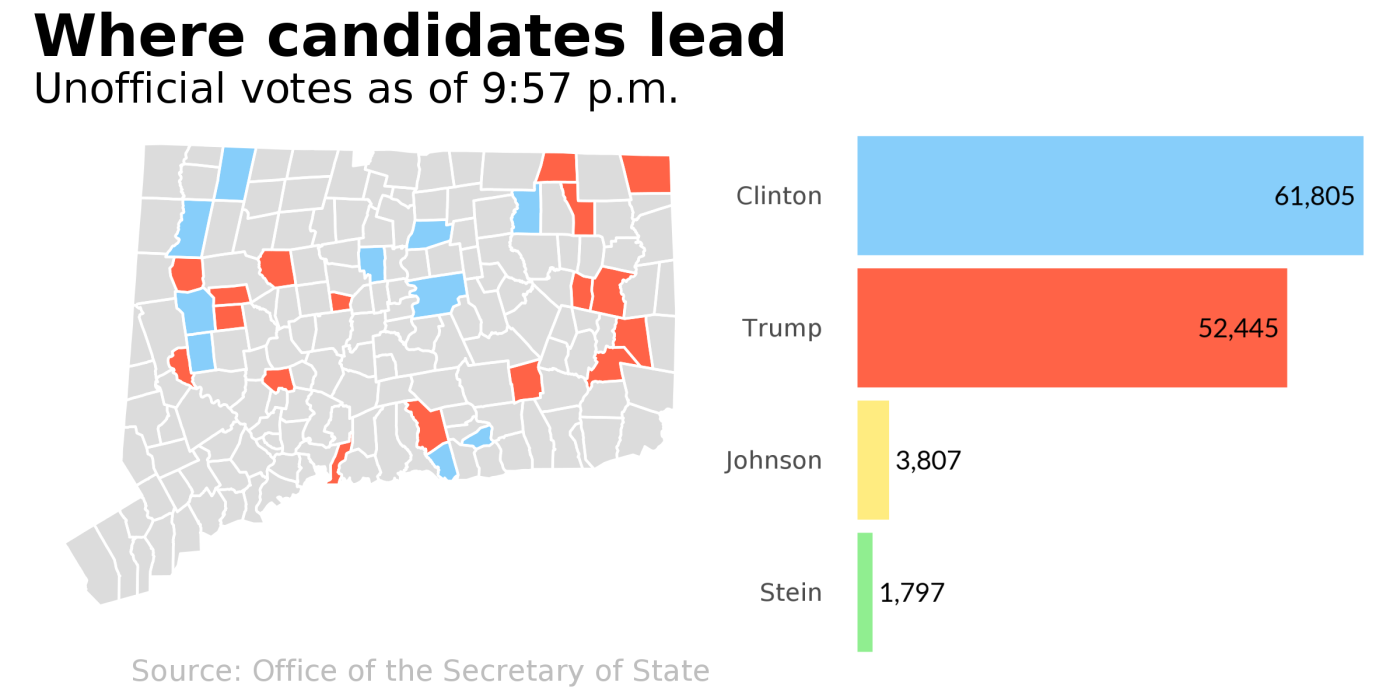 Where candidates lead
Unofficial votes as of 9:57 p.m.
Clinton 61,805
Trump 52,445
Johnson 3,807
Stein 1,797
Source: Office of the Secretary of State